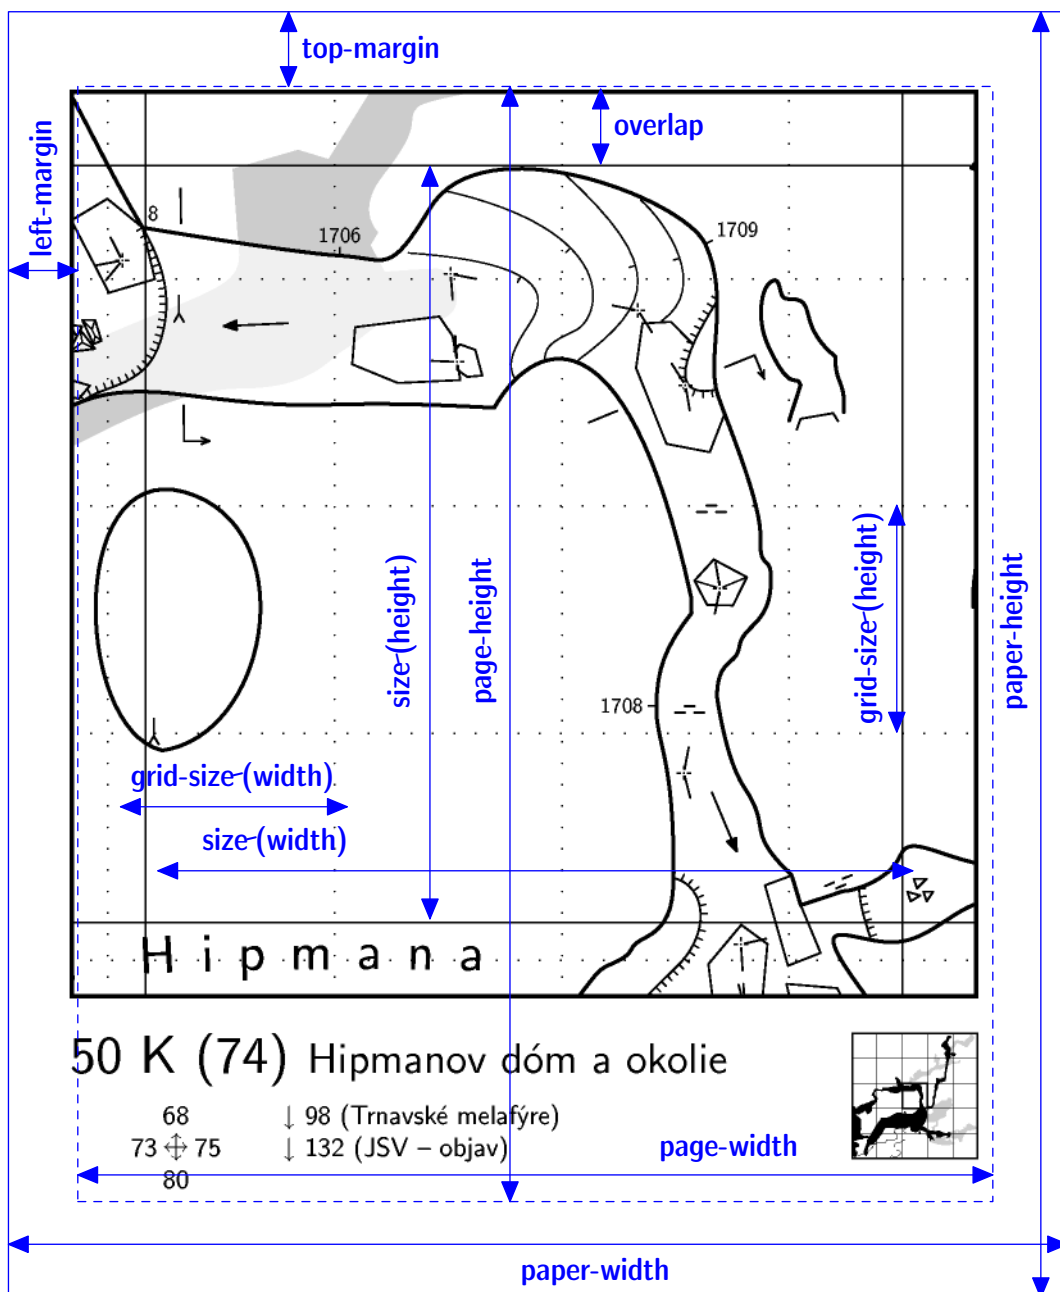 top-margin
overlap
left-margin
8
1706
1709
size (height)
page-height
grid-size (height)
paper-height
1708
grid-size (width)
size (width)
Hipmana
50 K (74) Hipmanov dóm a okolie
68
↓ 98 (Trnavské melafýre)
73 75
↓ 132 (JSV – objav)
80
page-width
paper-width